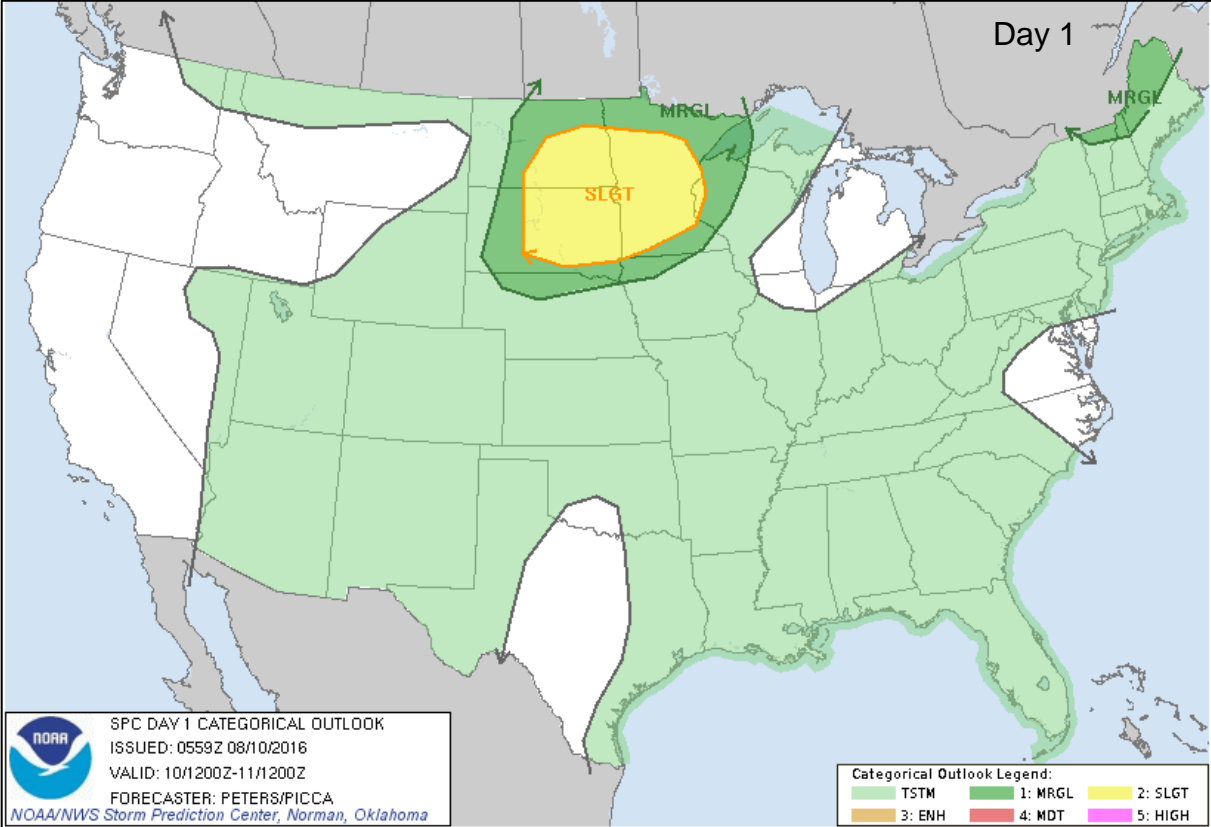 Day 1
MRGL
MRGL
SLGT
NOAA
SPC DAY 1 CATEGORICAL OUTLOOK
ISSUED: 0559Z 08/10/2016
VALID: 10/1200Z-11/1200Z
FORECASTER: PETERS/PICCA
NOAA/NWS Storm Prediction Center, Norman, Oklahoma
Categorical Outlook Legend:
TSTM 1: MRGL 2: SLGT
3: ENH 4: MDT 5: HIGH